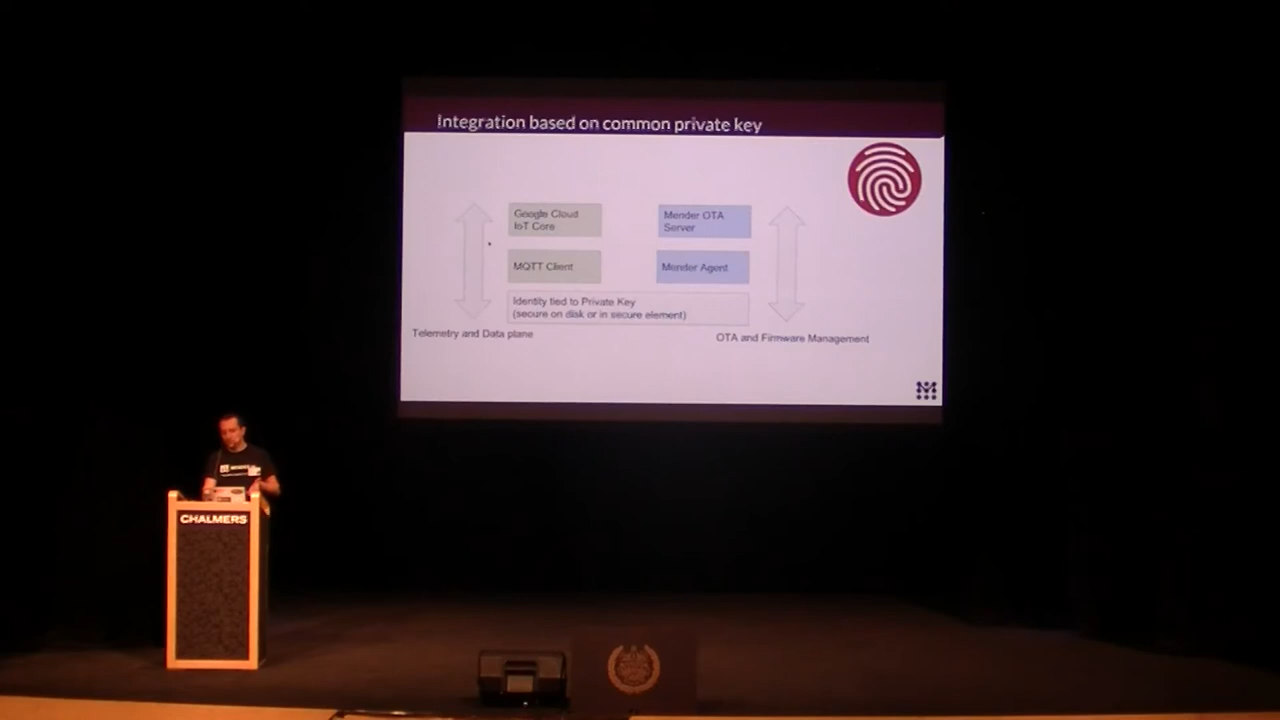 Integration based on common private key
Google Cloud
IoT Core
Mender OTA
Server
MQTT Client
Mender Agent
Identity tied to Private Key
(secure on disk or in secure element)
Telemetry and Data plane
OTA and Firmware Management
CHALMERS